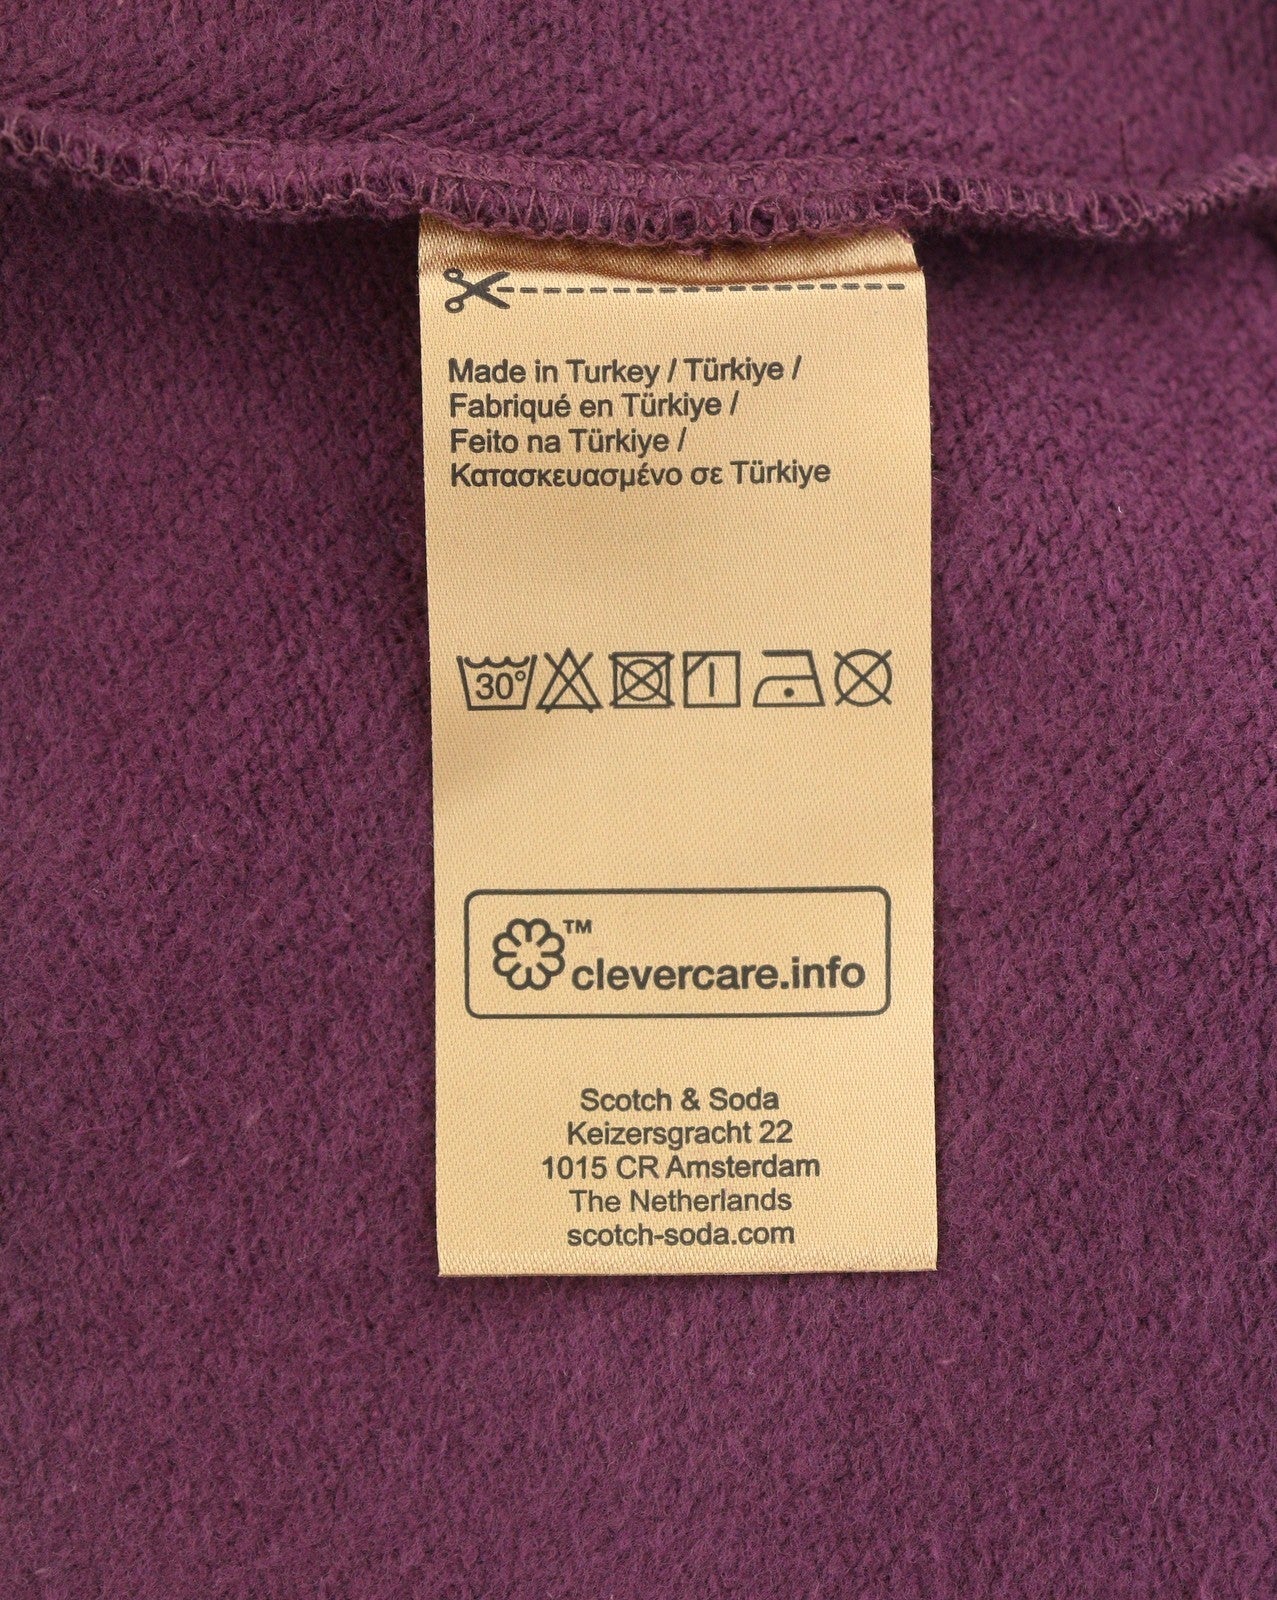 Made in Turkey / Türkiye /
Fabriqué en Türkiye /
Feito na Türkiye /
Κατασκευασμένο σε Türkiye
30°
™
clevercare.info
Scotch & Soda
Keizersgracht 22
1015 CR Amsterdam
The Netherlands
scotch-soda.com